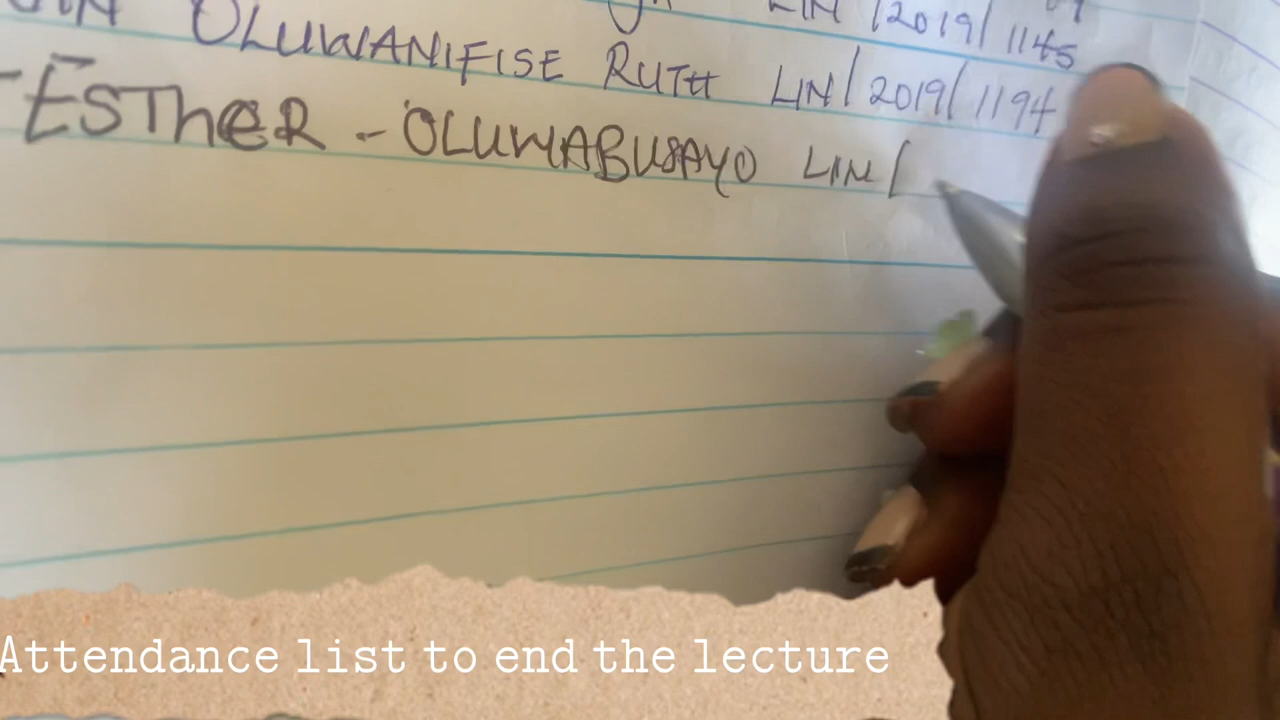 LIN /2019/ 1145
OLUWANIFISE RUTH LIN/ 2019/ 1194
ESTHER - OLUWABUSAYO LIN/
Attendance list to end the lecture